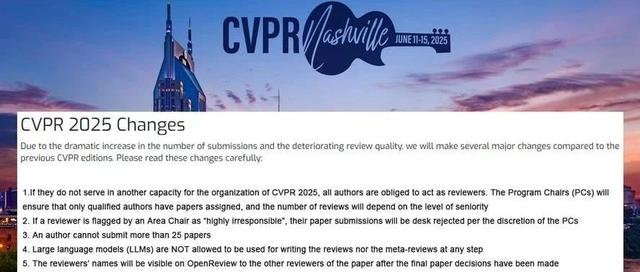 CVPR Nashville JUNE 11-15, 2025
CVPR 2025 Changes
Due to the dramatic increase in the number of submissions and the deteriorating review quality, we will make several major changes compared to the
previous CVPR editions. Please read these changes carefully:
1.If they do not serve in another capacity for the organization of CVPR 2025, all authors are obliged to act as reviewers. The Program Chairs (PCs) will
ensure that only qualified authors have papers assigned, and the number of reviews will depend on the level of seniority
2. If a reviewer is flagged by an Area Chair as “highly irresponsible”, their paper submissions will be desk rejected per the discretion of the PCs
3. An author cannot submit more than 25 papers
4. Large language models (LLMs) are NOT allowed to be used for writing the reviews nor the meta-reviews at any step
5. The reviewers' names will be visible on OpenReview to the other reviewers of the paper after the final paper decisions have been made